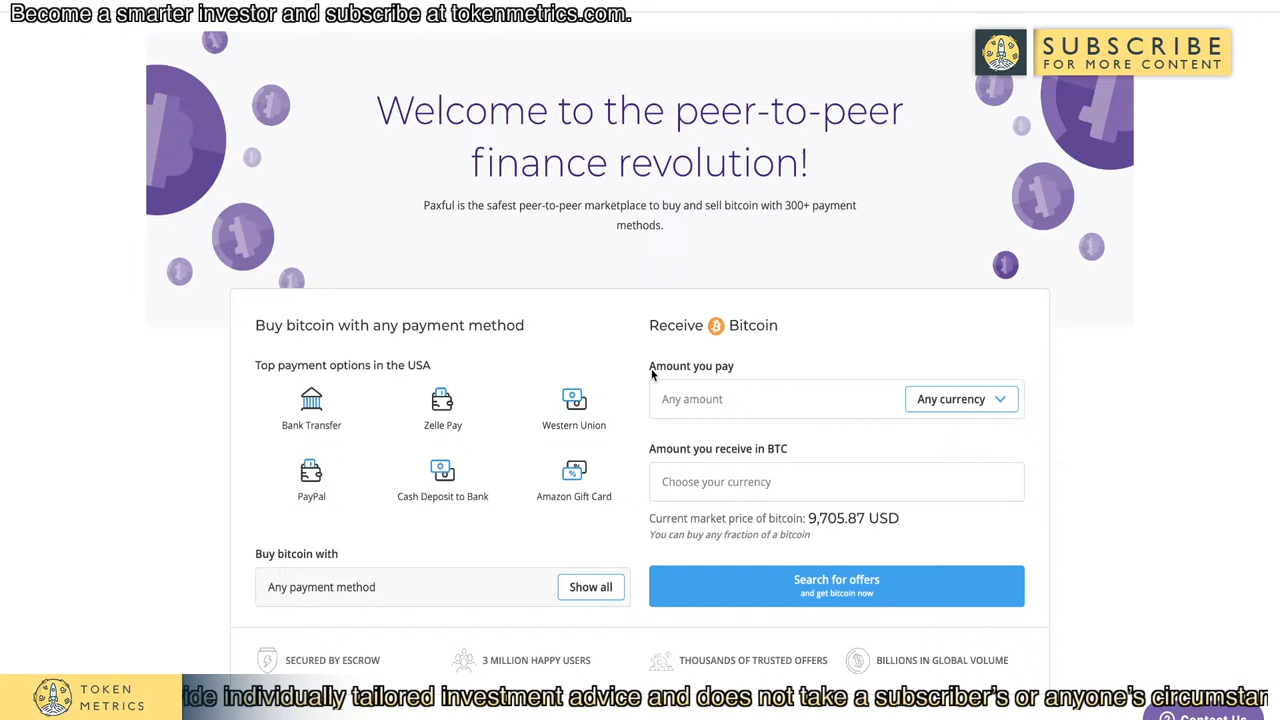 Become a smarter investor and subscribe at tokenmetrics.com.
SUBSCRIBE
FOR MORE CONTENT
Welcome to the peer-to-peer
finance revolution!
Paxful is the safest peer-to-peer marketplace to buy and sell bitcoin with 300+ payment
methods.
Buy bitcoin with any payment method
Top payment options in the USA
Bank Transfer
Zelle Pay
Western Union
PayPal
Cash Deposit to Bank
Amazon Gift Card
Buy bitcoin with
Any payment method
Show all
Receive Bitcoin
Amount you pay
Any amount
Any currency
Amount you receive in BTC
Choose your currency
Current market price of bitcoin: 9,705.87 USD
You can buy any fraction of a bitcoin
Search for offers
and get bitcoin now
SECURED BY ESCROW
3 MILLION HAPPY USERS
THOUSANDS OF TRUSTED OFFERS
BILLIONS IN GLOBAL VOLUME
TOKEN
METRICS
ide individually tailored investment advice and does not take a subscriber's or anyone's circumstan
Contact Us